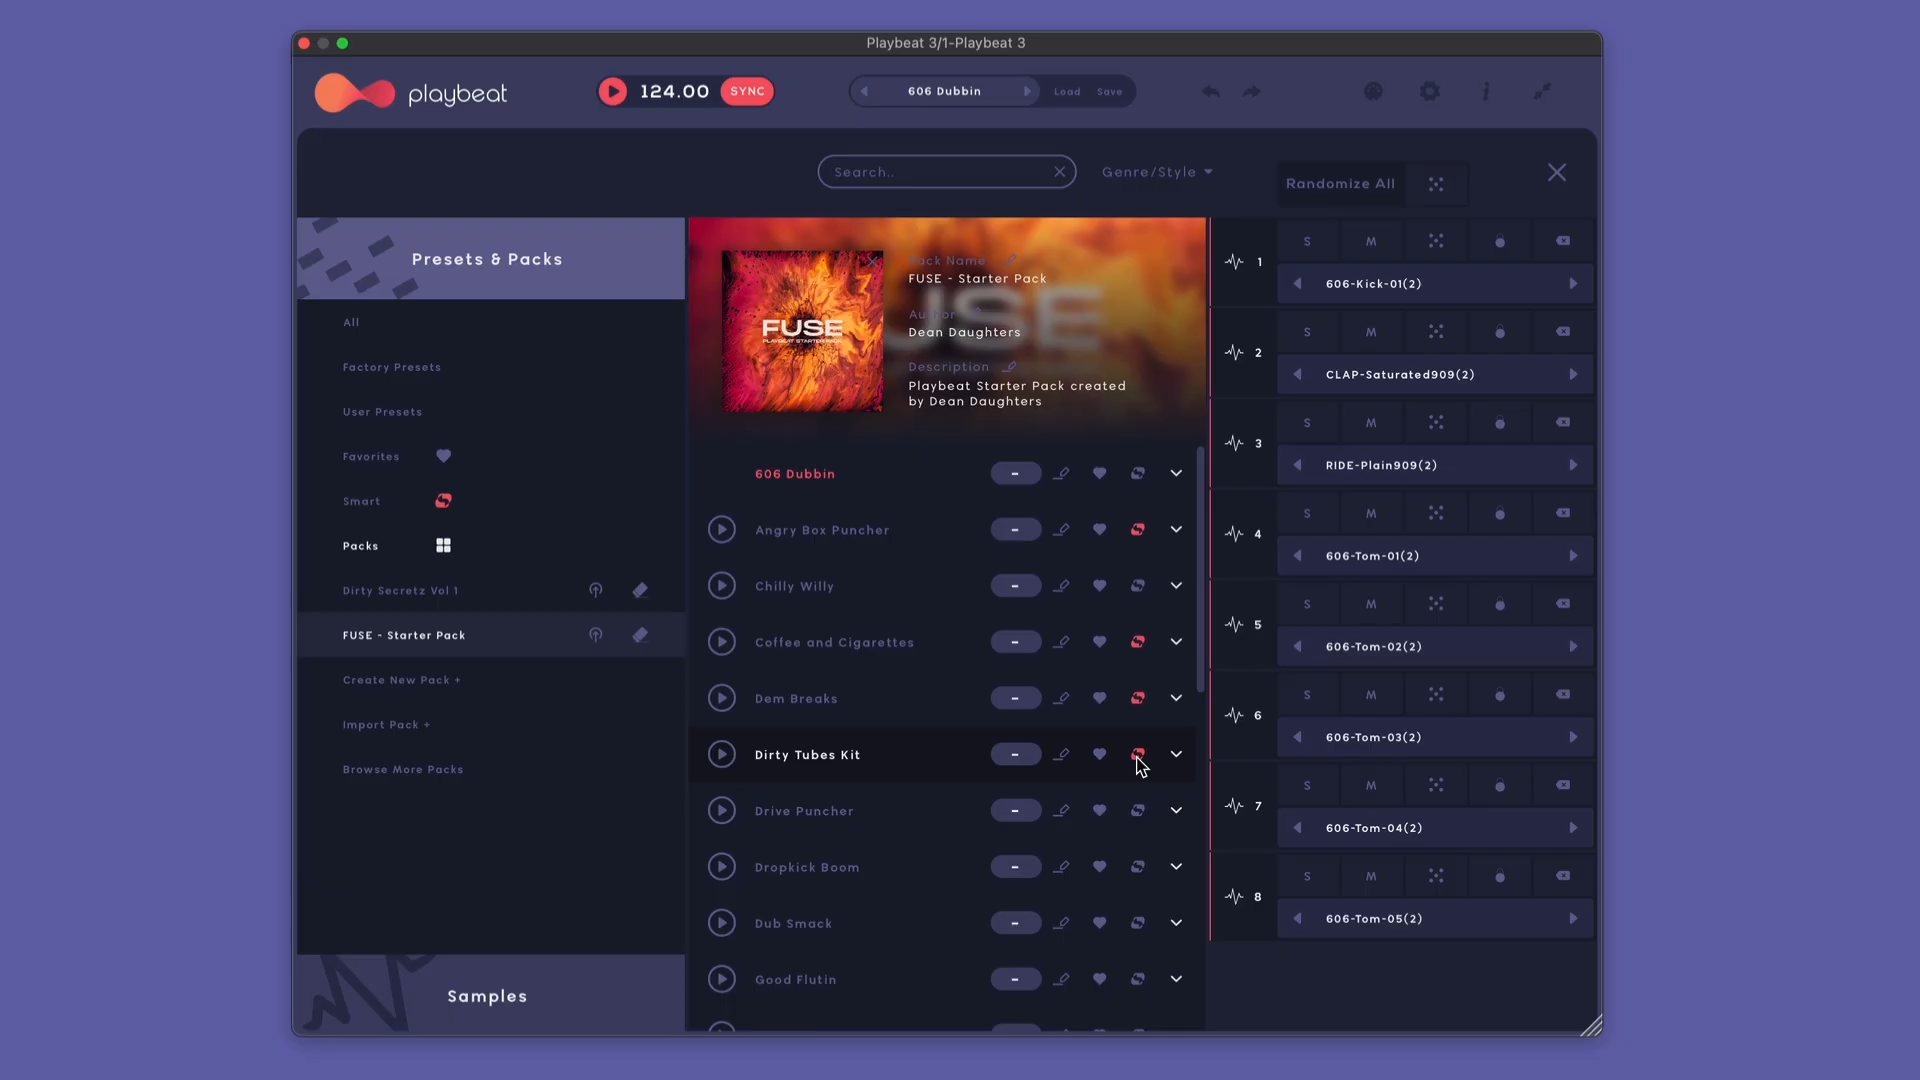 Playbeat 3/1-Playbeat 3
playbeat
124.00
SYNC
606 Dubbin
Load
Save
Search..
Genre/Style
Randomize All
Presets & Packs
All
Factory Presets
User Presets
Favorites
Smart
Packs
Dirty Secretz Vol 1
FUSE - Starter Pack
Create New Pack +
Import Pack +
Browse More Packs
Samples
FUSE
PLAYBEAT STARTER PACK
Pack Name
FUSE - Starter Pack
Author
Dean Daughters
Description
Playbeat Starter Pack created
by Dean Daughters
606 Dubbin
-
Angry Box Puncher
-
Chilly Willy
-
Coffee and Cigarettes
-
Dem Breaks
-
Dirty Tubes Kit
-
Drive Puncher
-
Dropkick Boom
-
Dub Smack
-
Good Flutin
-
1
S
M
606-Kick-01(2)
2
S
M
CLAP-Saturated909(2)
3
S
M
RIDE-Plain909(2)
4
S
M
606-Tom-01(2)
5
S
M
606-Tom-02(2)
6
S
M
606-Tom-03(2)
7
S
M
606-Tom-04(2)
8
S
M
606-Tom-05(2)